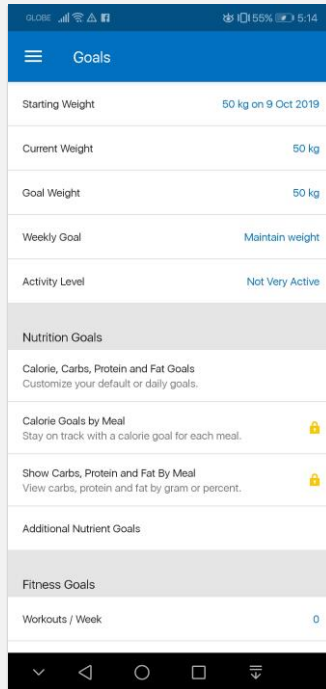 GLOBE 55% 5:14
Goals
Starting Weight 50 kg on 9 Oct 2019
Current Weight 50 kg
Goal Weight 50 kg
Weekly Goal Maintain weight
Activity Level Not Very Active
Nutrition Goals
Calorie, Carbs, Protein and Fat Goals
Customize your default or daily goals.
Calorie Goals by Meal
Stay on track with a calorie goal for each meal.
Show Carbs, Protein and Fat By Meal
View carbs, protein and fat by gram or percent.
Additional Nutrient Goals
Fitness Goals
Workouts / Week 0